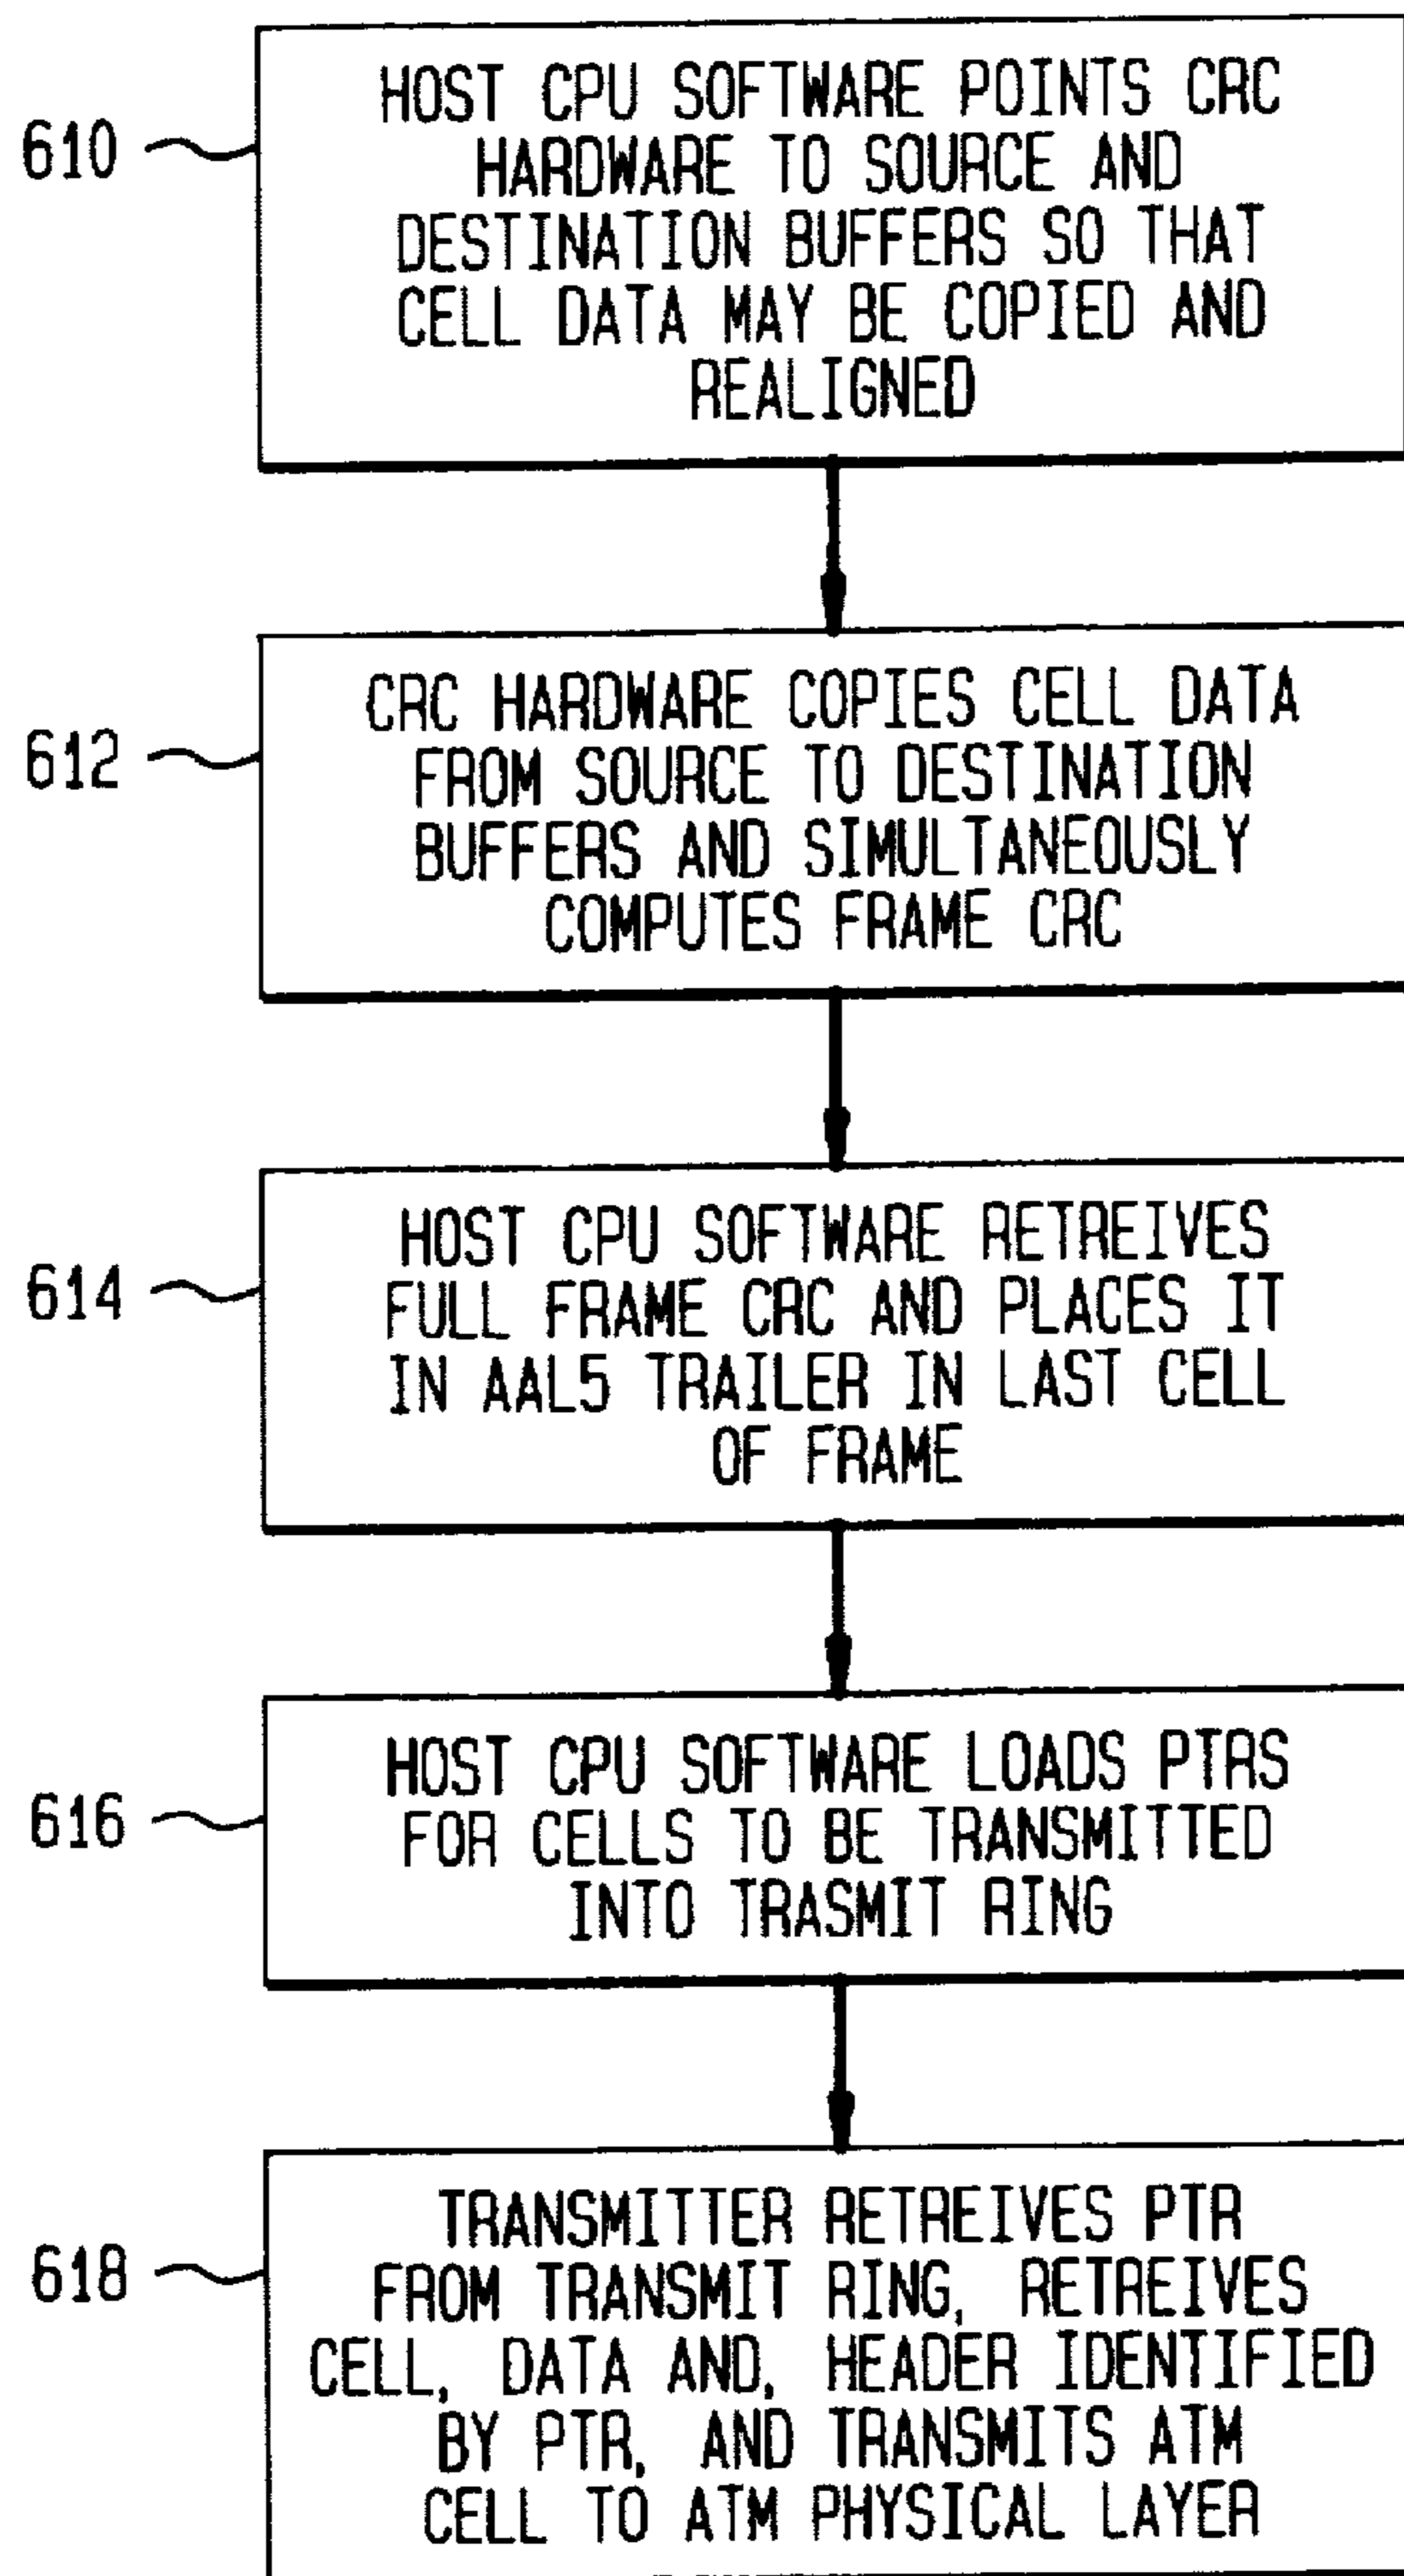 610
HOST CPU SOFTWARE POINTS CRC
HARDWARE TO SOURCE AND
DESTINATION BUFFERS SO THAT
CELL DATA MAY BE COPIED AND
REALIGNED
612
CRC HARDWARE COPIES CELL DATA
FROM SOURCE TO DESTINATION
BUFFERS AND SIMULTANEOUSLY
COMPUTES FRAME CRC
614
HOST CPU SOFTWARE RETREIVES
FULL FRAME CRC AND PLACES IT
IN AAL5 TRAILER IN LAST CELL
OF FRAME
616
HOST CPU SOFTWARE LOADS PTRS
FOR CELLS TO BE TRANSMITTED
INTO TRASMIT RING
618
TRANSMITTER RETREIVES PTR
FROM TRANSMIT RING, RETREIVES
CELL, DATA AND, HEADER IDENTIFIED
BY PTR, AND TRANSMITS ATM
CELL TO ATM PHYSICAL LAYER